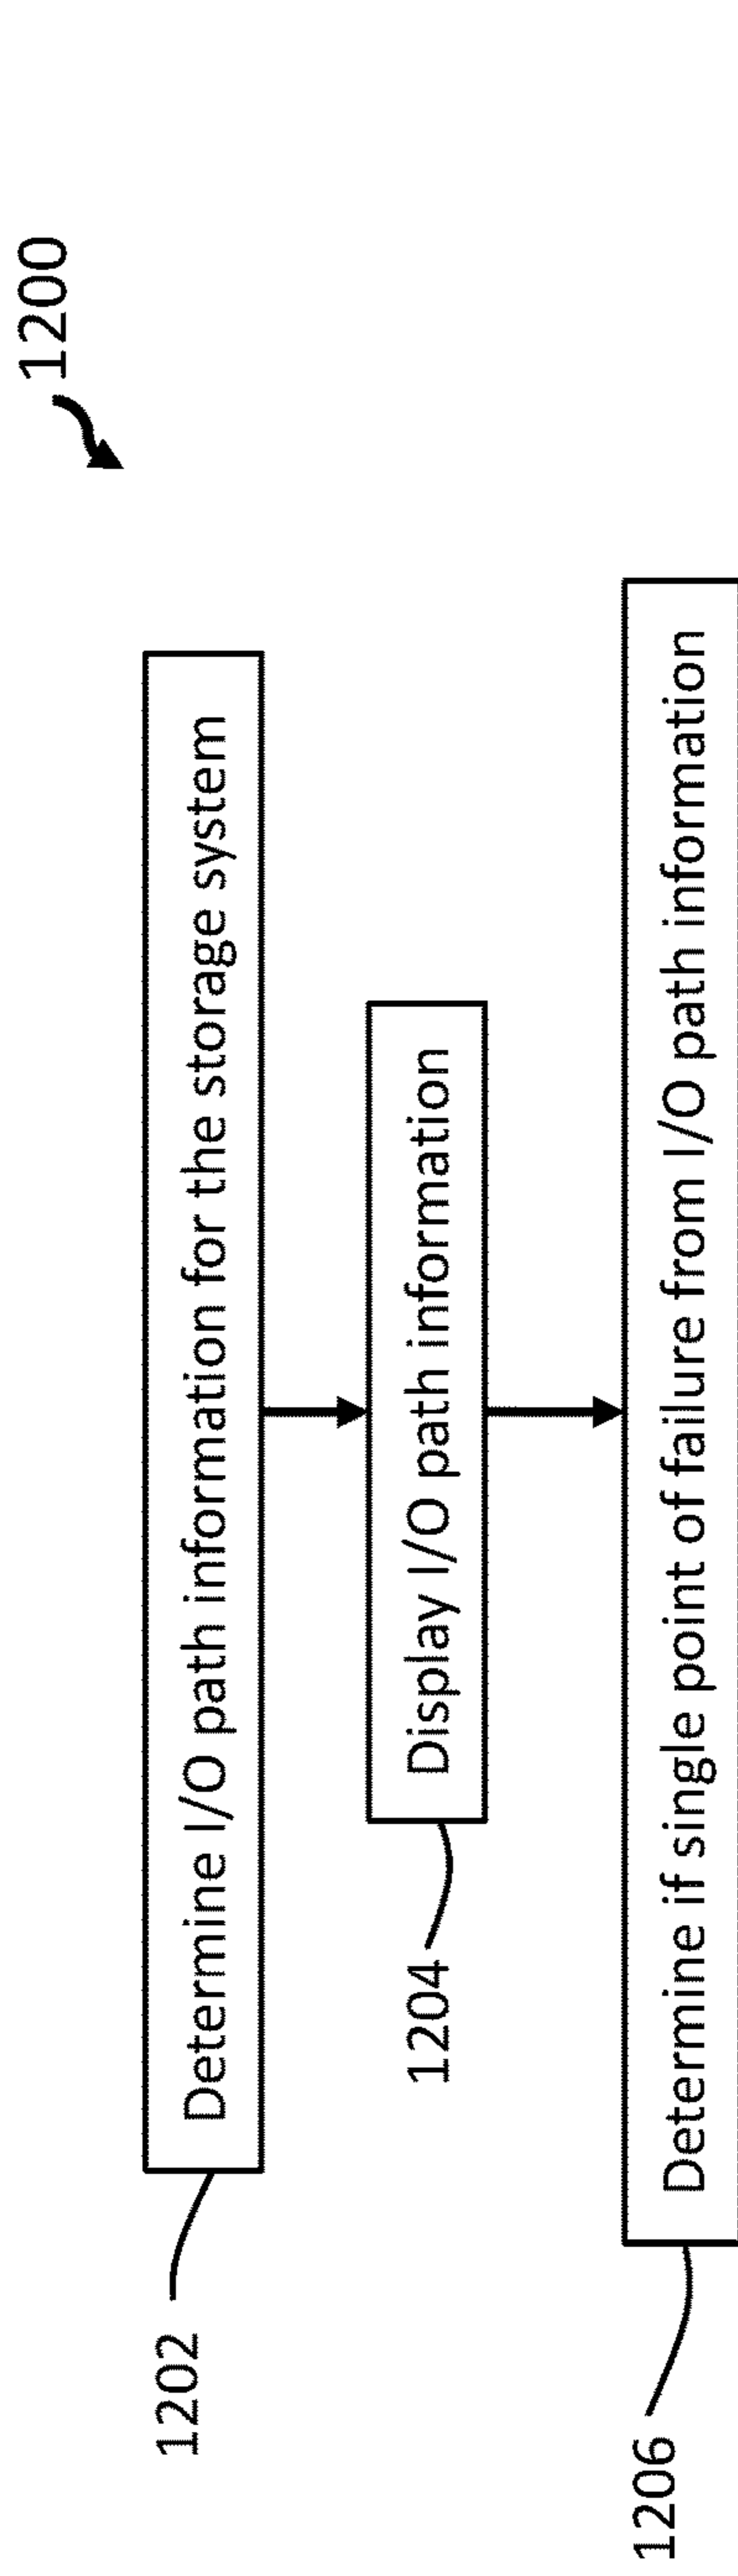 1200
1202
Determine I/O path information for the storage system
1204
Display I/O path information
1206
Determine if single point of failure from I/O path information